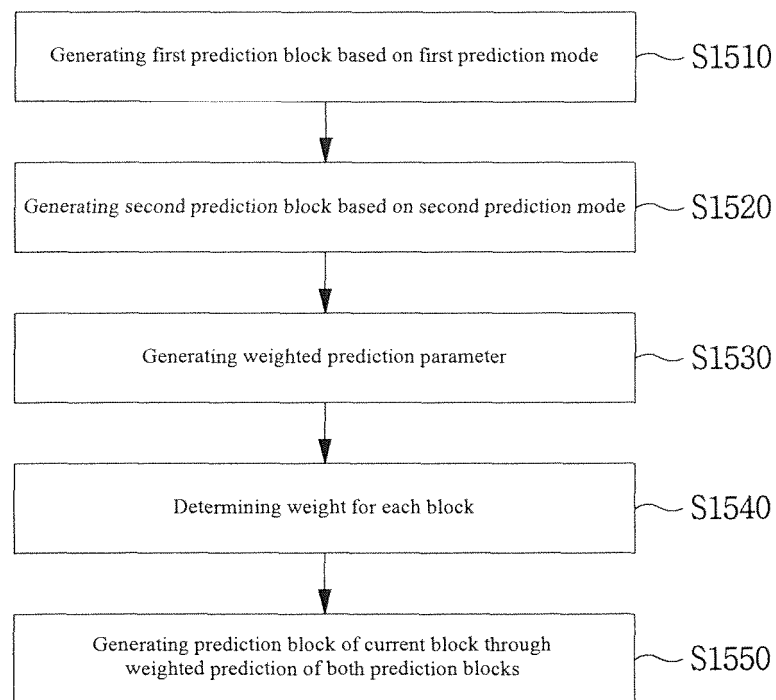 Generating first prediction block based on first prediction mode
S1510
Generating second prediction block based on second prediction mode
S1520
Generating weighted prediction parameter
S1530
Determining weight for each block
S1540
Generating prediction block of current block through
weighted prediction of both prediction blocks
S1550